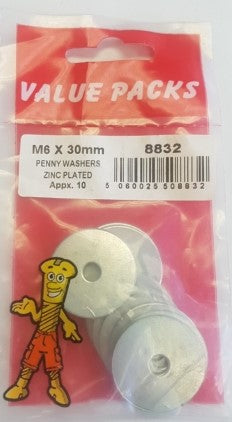 VALUE PACKS
M6 X 30mm 8832
PENNY WASHERS
ZINC PLATED
Appx. 10
5 060025 508832